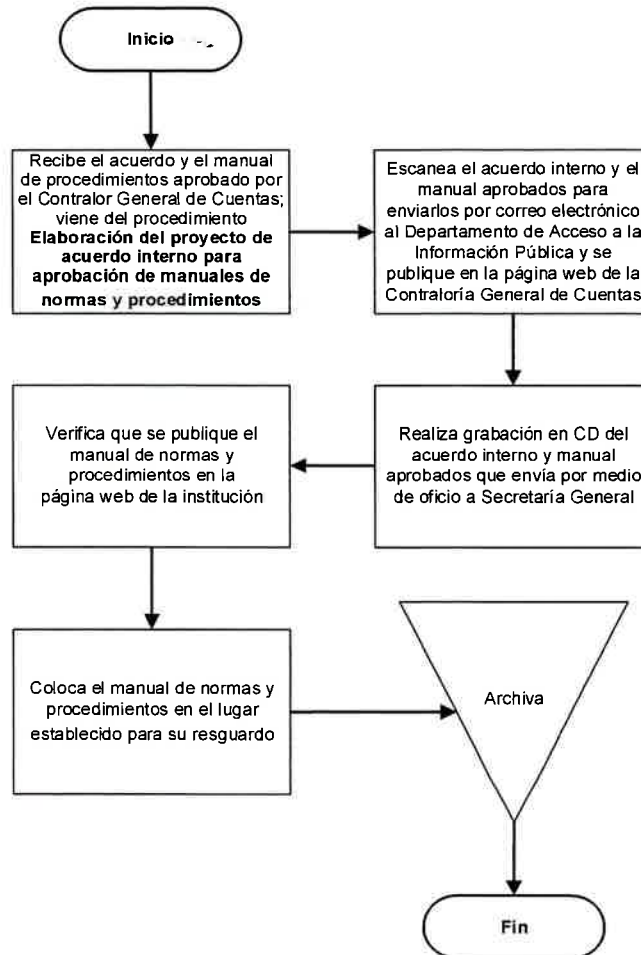 Inicio
Recibe el acuerdo y el manual
de procedimientos aprobado por
el Contralor General de Cuentas;
viene del procedimiento
Elaboración del proyecto de
acuerdo interno para
aprobación de manuales de
normas y procedimientos
Escanea el acuerdo interno y el
manual aprobados para
enviarlos por correo electrónico
al Departamento de Acceso a la
Información Pública y se
publique en la página web de la
Contraloría General de Cuentas
Realiza grabación en CD del
acuerdo interno y manual
aprobados que envía por medio
de oficio a Secretaría General
Verifica que se publique el
manual de normas y
procedimientos en la
página web de la institución
Coloca el manual de normas y
procedimientos en el lugar
establecido para su resguardo
Archiva
Fin